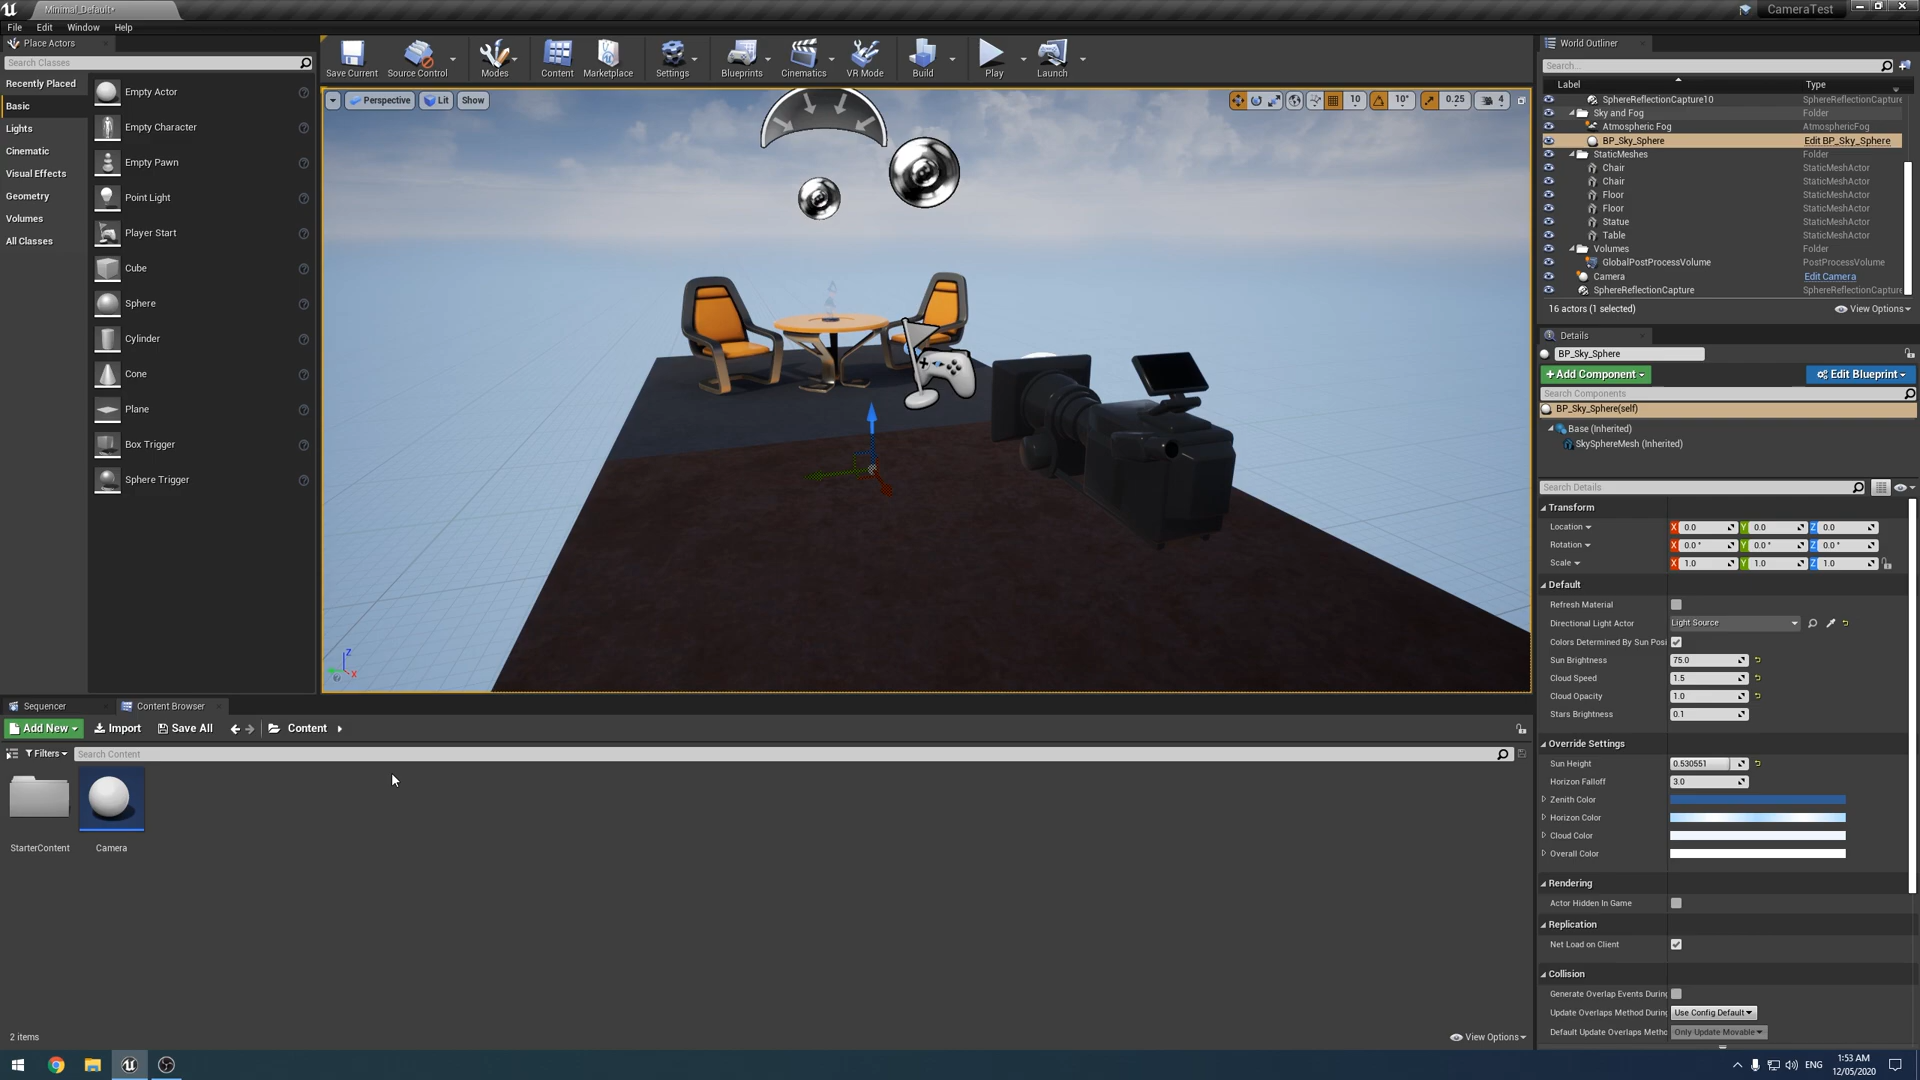 Minimal_Default*
CameraTest
File Edit Window Help
Place Actors
Search Classes
Recently Placed
Basic
Lights
Cinematic
Visual Effects
Geometry
Volumes
All Classes
Empty Actor
Empty Character
Empty Pawn
Point Light
Player Start
Cube
Sphere
Cylinder
Cone
Plane
Box Trigger
Sphere Trigger
Save Current Source Control Modes Content Marketplace Settings Blueprints Cinematics VR Mode Build Play Launch
Perspective Lit Show
10 10° 0.25 4
Z
X
World Outliner
Search...
Label Type
SphereReflectionCapture10 SphereReflectionCapture
Sky and Fog Folder
Atmospheric Fog AtmosphericFog
BP_Sky_Sphere Edit BP_Sky_Sphere
StaticMeshes Folder
Chair StaticMeshActor
Chair StaticMeshActor
Floor StaticMeshActor
Floor StaticMeshActor
Statue StaticMeshActor
Table StaticMeshActor
Volumes Folder
GlobalPostProcessVolume PostProcessVolume
Camera Edit Camera
SphereReflectionCapture SphereReflectionCapture
16 actors (1 selected) View Options
Details
BP_Sky_Sphere
+Add Component Edit Blueprint
Search Components
BP_Sky_Sphere(self)
Base (Inherited)
SkySphereMesh (Inherited)
Search Details
Transform
Location X 0.0 Y 0.0 Z 0.0
Rotation X 0.0° Y 0.0° Z 0.0°
Scale X 1.0 Y 1.0 Z 1.0
Default
Refresh Material
Directional Light Actor Light Source
Colors Determined By Sun Posi
Sun Brightness 75.0
Cloud Speed 1.5
Cloud Opacity 1.0
Stars Brightness 0.1
Override Settings
Sun Height 0.530551
Horizon Falloff 3.0
Zenith Color
Horizon Color
Cloud Color
Overall Color
Rendering
Actor Hidden In Game
Replication
Net Load on Client
Collision
Generate Overlap Events During
Update Overlaps Method During Use Config Default
Default Update Overlaps Metho Only Update Movable
Sequencer Content Browser
Add New Import Save All Content
Filters Search Content
StarterContent Camera
2 items View Options
ENG 1:53 AM
12/05/2020